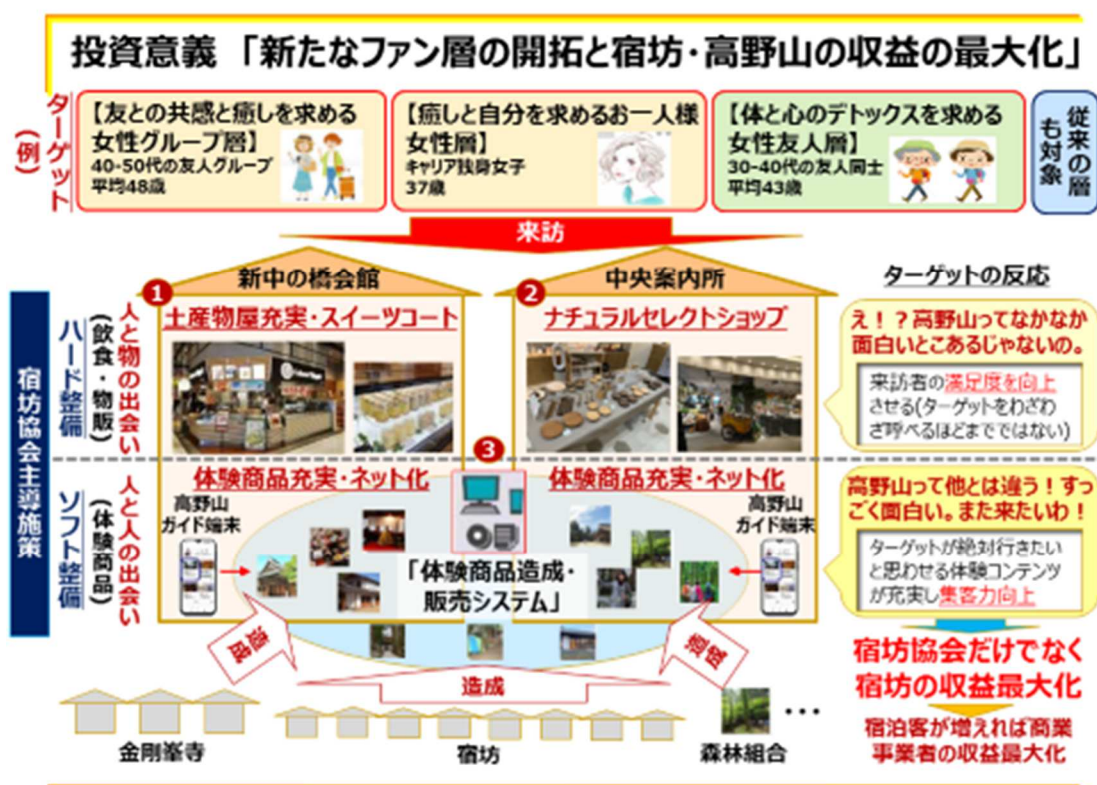 投資意義 「新たなファン層の開拓と宿坊・高野山の収益の最大化」
ターゲット
(例)
【友との共感と癒しを求める
女性グループ層】
40-50代の友人グループ
平均48歳
【癒しと自分を求めるお一人様
女性層】
キャリア独身女子
37歳
【体と心のデトックスを求める
女性友人層】
30-40代の友人同士
平均43歳
従来の層
も対象
来訪
宿坊協会主導施策
ハード整備
(飲食・物販)
人と物の出会い
1
新中の橋会館
土産物屋充実・スイーツコート
2
中央案内所
ナチュラルセレクトショップ
ターゲットの反応
え！？高野山ってなかなか
面白いとこあるじゃないの。
来訪者の満足度を向上
させる(ターゲットをわざわ
ざ呼べるほどまでではない)
ソフト整備
(体験商品)
人と人の出会い
3
体験商品充実・ネット化
高野山
ガイド端末
体験商品充実・ネット化
高野山
ガイド端末
「体験商品造成・
販売システム」
高野山って他とは違う！すっ
ごく面白い。また来たいわ！
ターゲットが絶対行きたい
と思わせる体験コンテンツ
が充実し集客力向上
造成
造成
造成
金剛峯寺
宿坊
森林組合
…
宿坊協会だけでなく
宿坊の収益最大化
宿泊客が増えれば商業
事業者の収益最大化